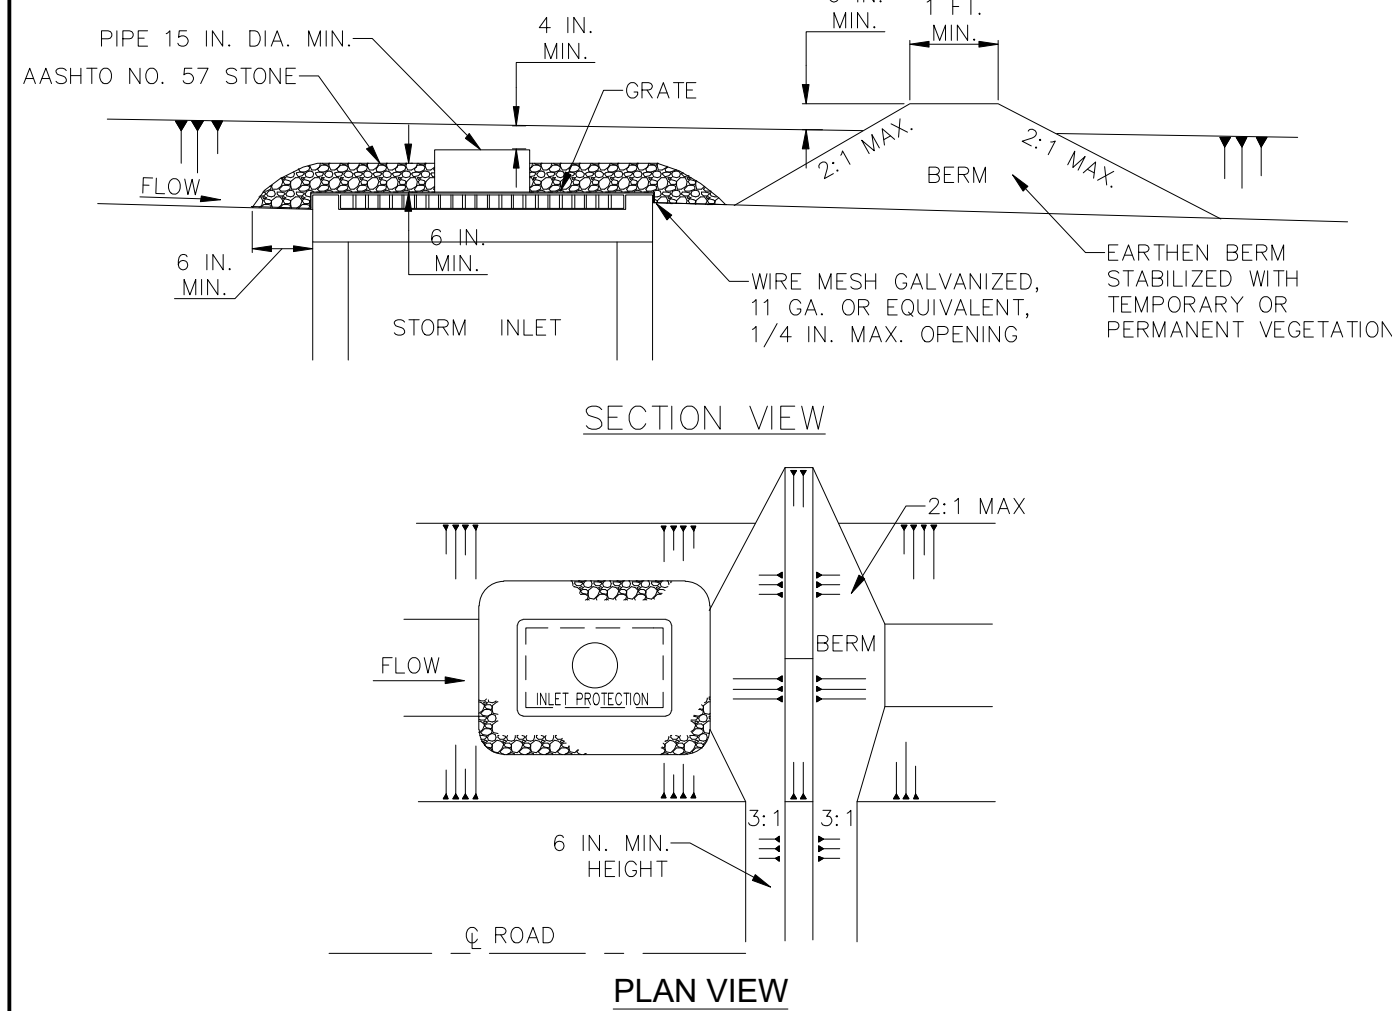 4 IN.
MIN.
PIPE 15 IN. DIA. MIN.
AASHTO NO. 57 STONE
GRATE
MIN.
1 FT.
MIN.
2:1 MAX.
2:1 MAX.
BERM
FLOW
6 IN.
MIN.
6 IN.
MIN.
STORM INLET
WIRE MESH GALVANIZED,
11 GA. OR EQUIVALENT,
1/4 IN. MAX. OPENING
EARTHEN BERM
STABILIZED WITH
TEMPORARY OR
PERMANENT VEGETATION
SECTION VIEW
2:1 MAX
BERM
FLOW
INLET PROTECTION
3:1
3:1
6 IN. MIN.
HEIGHT
℄ ROAD
PLAN VIEW